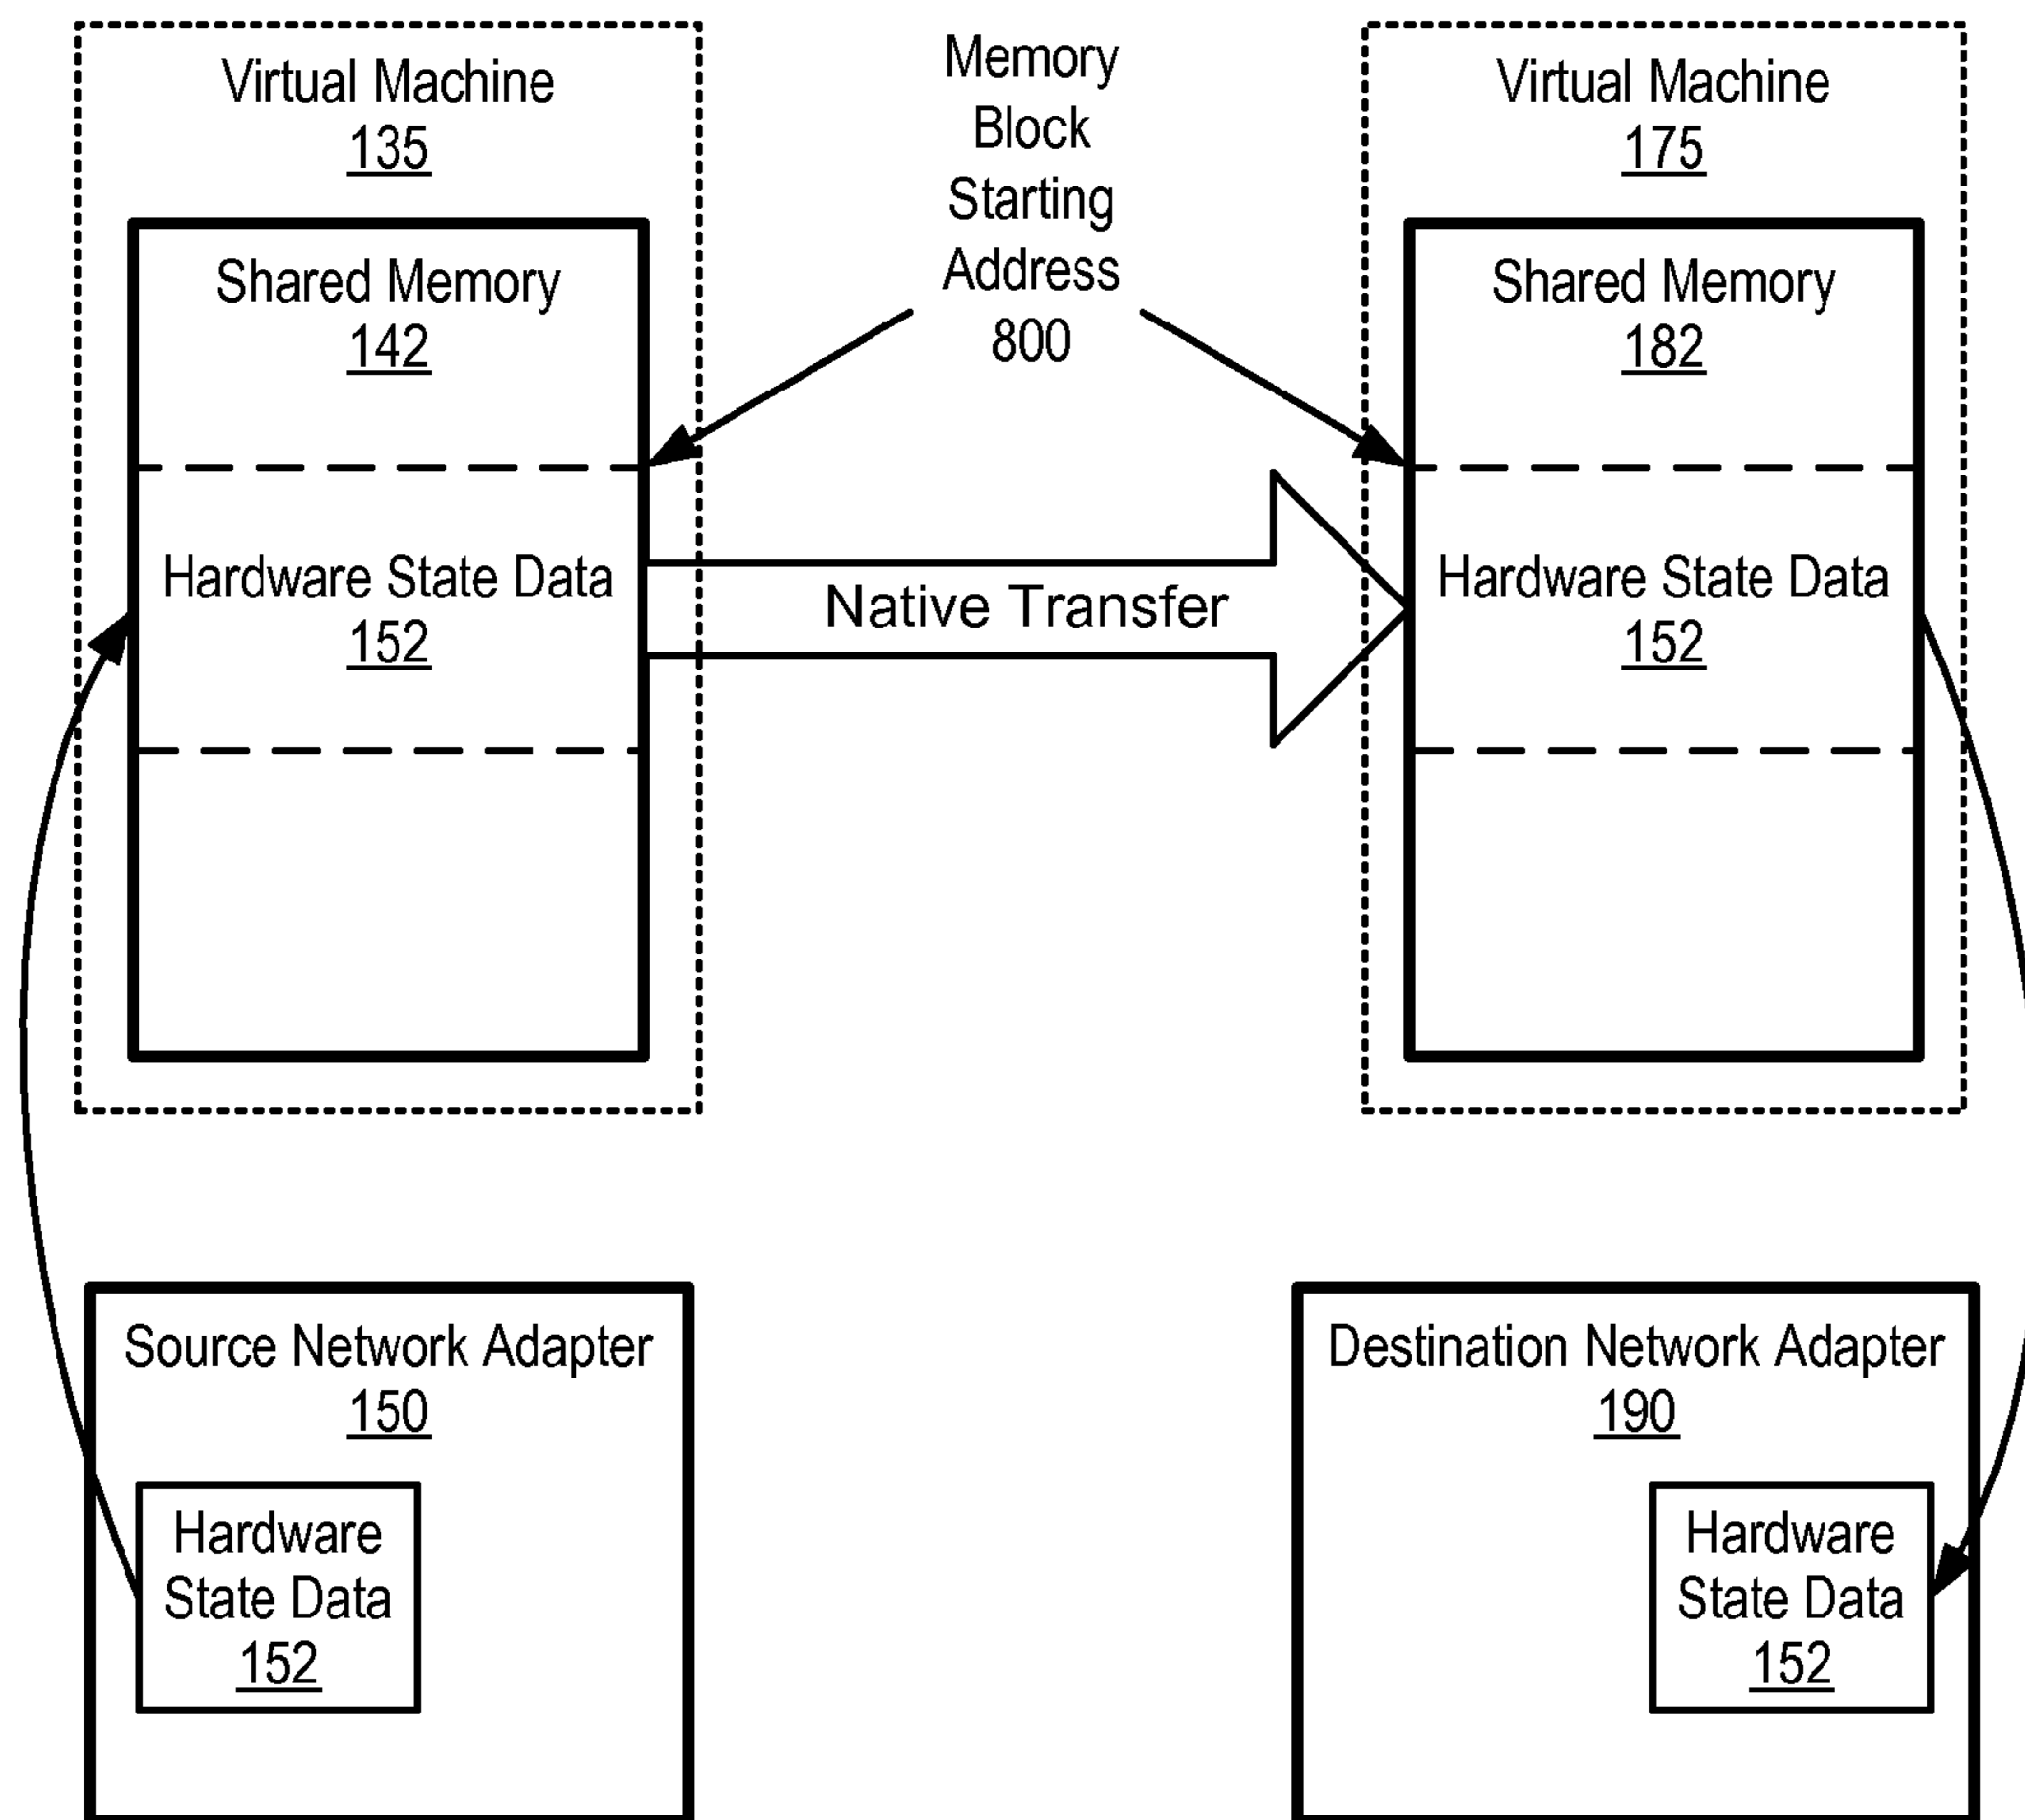 Virtual Machine
135
Shared Memory
142
Hardware State Data
152
Memory
Block
Starting
Address
800
Native Transfer
Virtual Machine
175
Shared Memory
182
Hardware State Data
152
Source Network Adapter
150
Hardware
State Data
152
Destination Network Adapter
190
Hardware
State Data
152